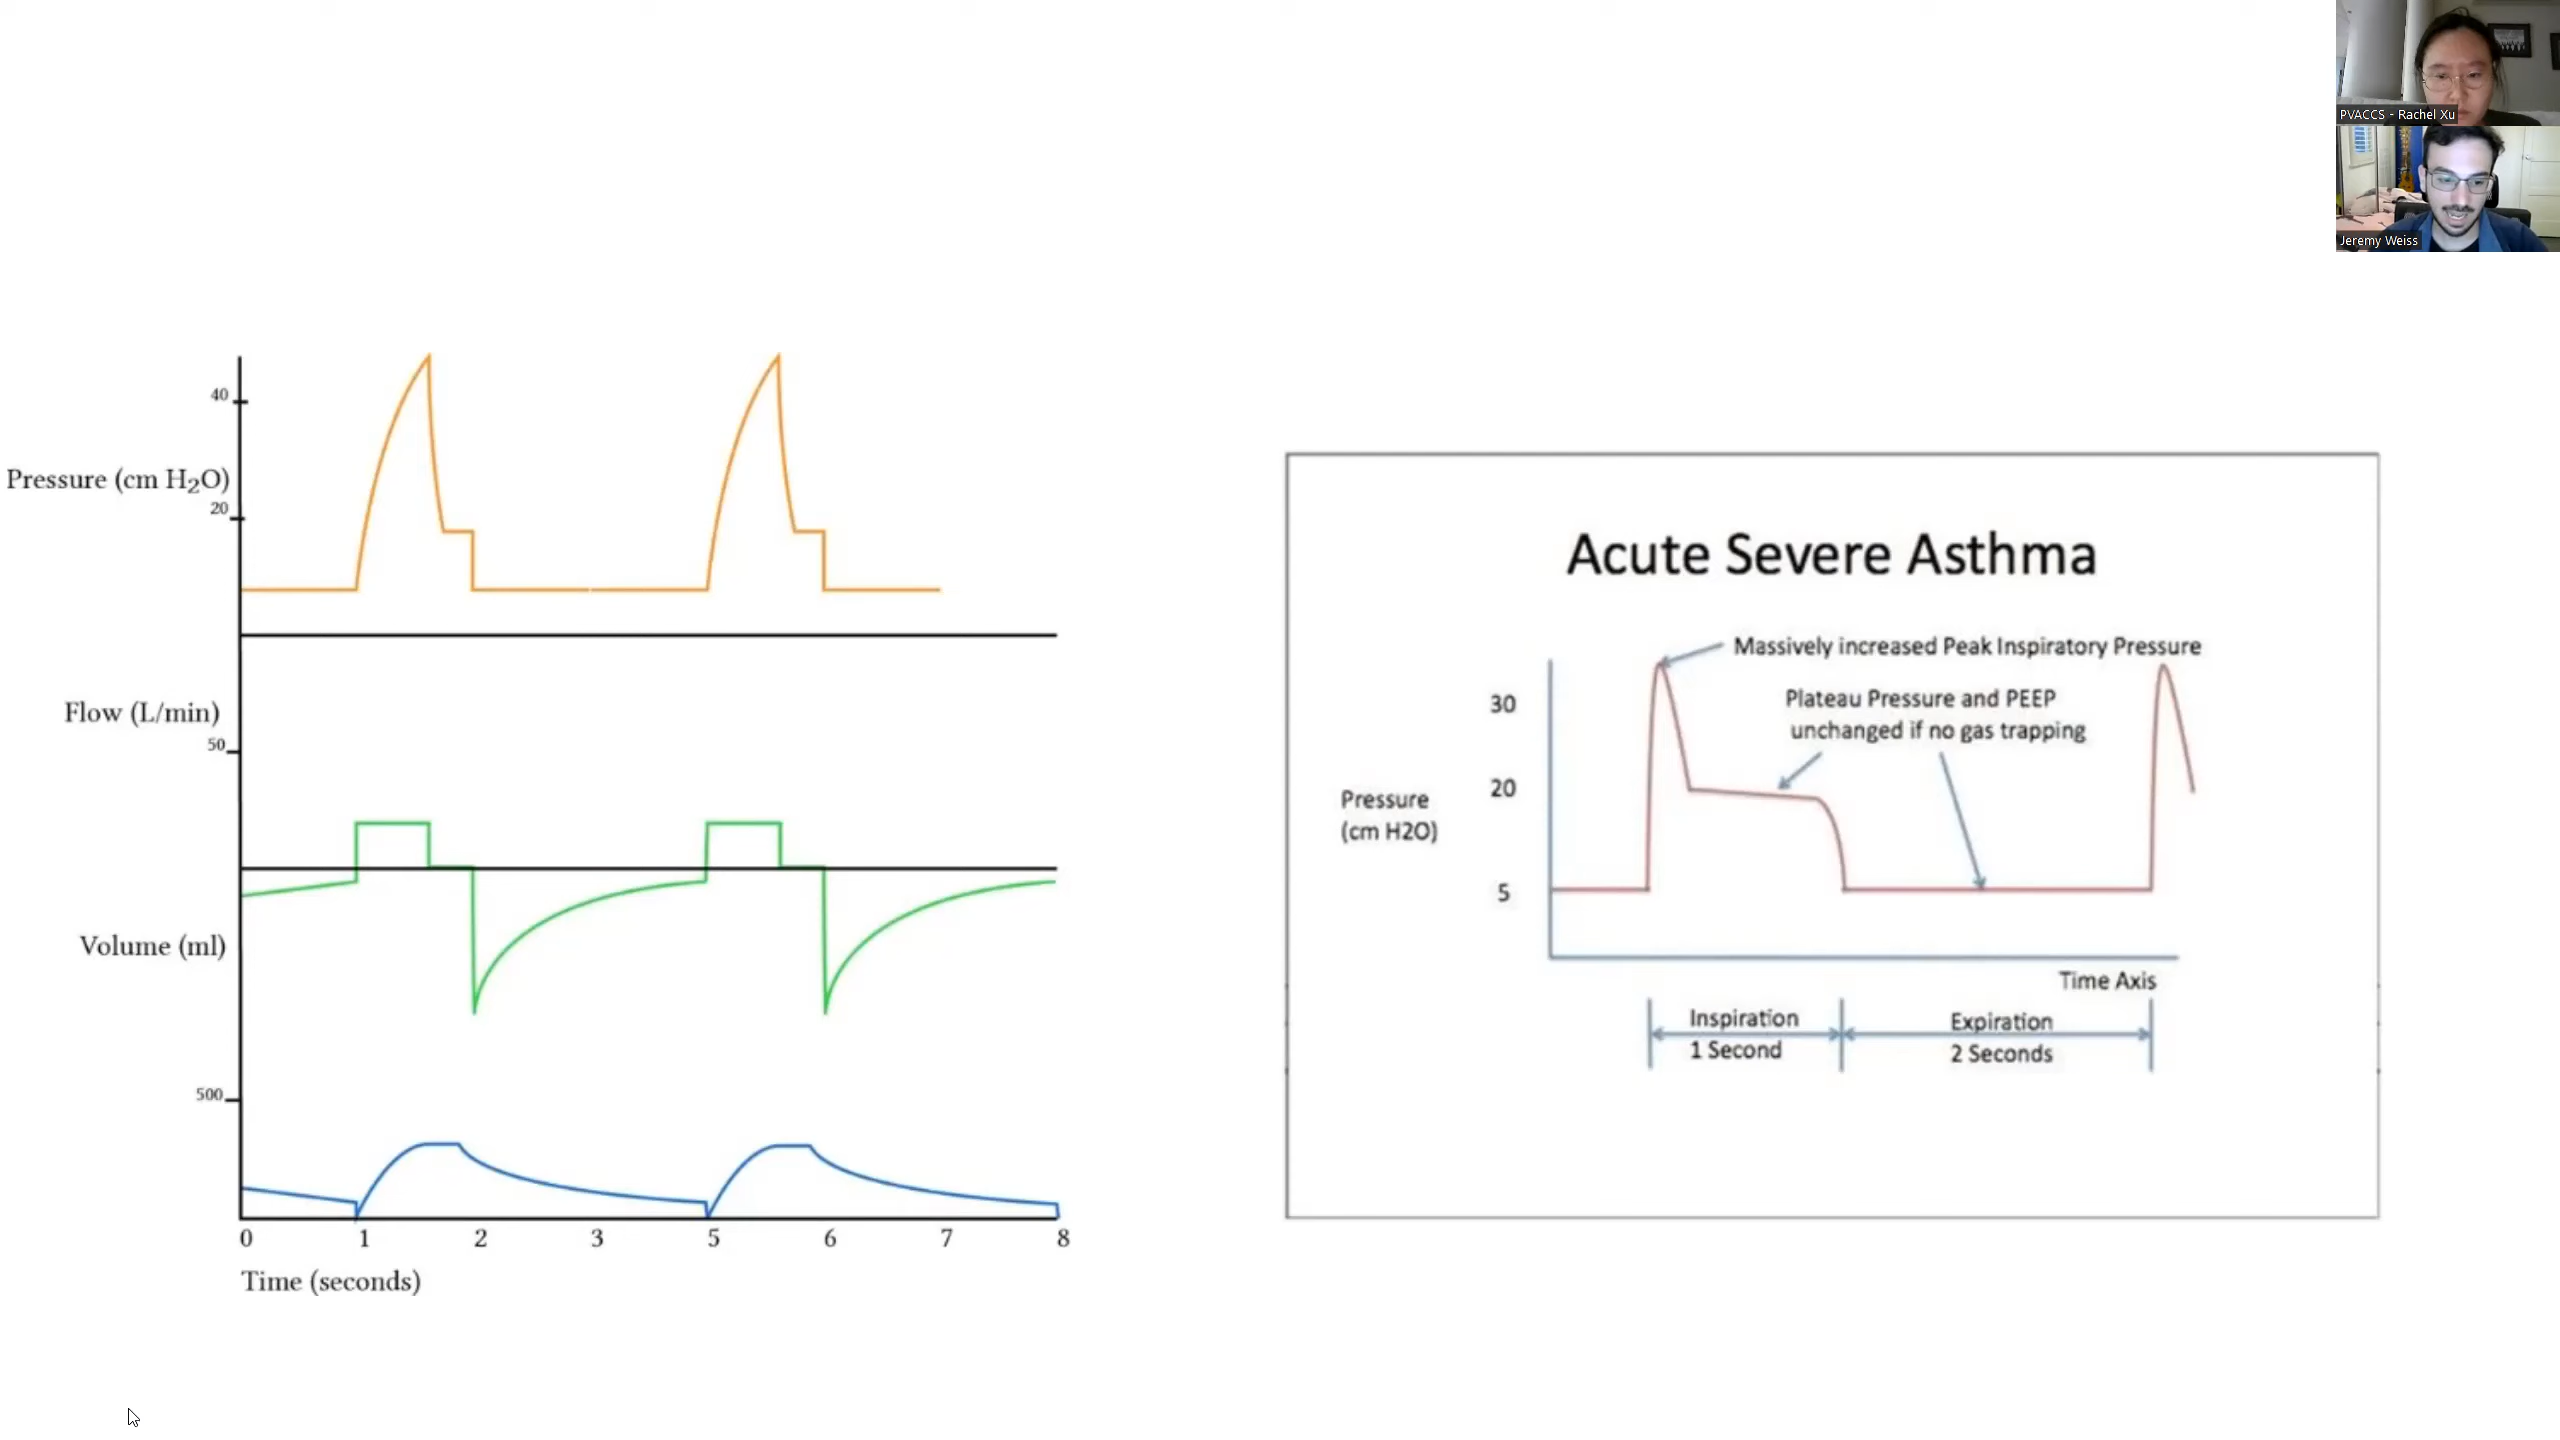 PVACCS - Rachel Xu
Jeremy Weiss
40
Pressure (cm H₂O)
20
Flow (L/min)
50
Volume (ml)
500
0 1 2 3 5 6 7 8
Time (seconds)
Acute Severe Asthma
Massively increased Peak Inspiratory Pressure
Plateau Pressure and PEEP
unchanged if no gas trapping
30
20
Pressure
(cm H2O)
5
Time Axis
Inspiration
1 Second
Expiration
2 Seconds